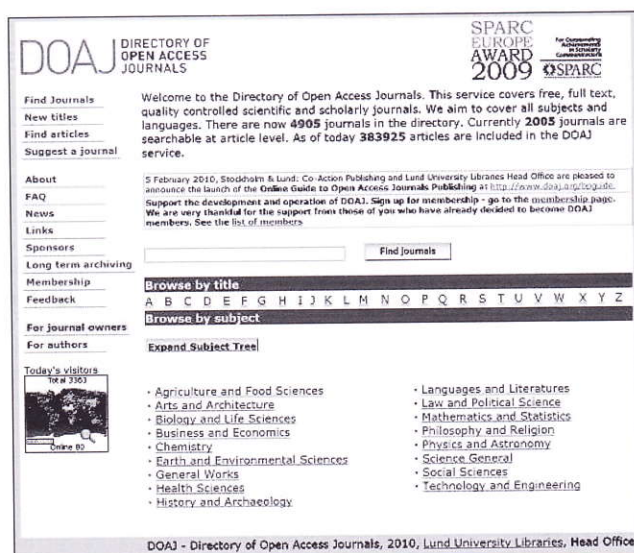 DOAJ DIRECTORY OF
OPEN ACCESS
JOURNALS
SPARC
EUROPE
AWARD
2009
For Outstanding
Achievements
in Scholarly
Communications
SPARC
Find Journals
New titles
Find articles
Suggest a journal
About
FAQ
News
Links
Sponsors
Long term archiving
Membership
Feedback
For journal owners
For authors
Today's visitors
Total 3363
Online 80
Welcome to the Directory of Open Access Journals. This service covers free, full text,
quality controlled scientific and scholarly journals. We aim to cover all subjects and
languages. There are now 4905 journals in the directory. Currently 2005 journals are
searchable at article level. As of today 383925 articles are included in the DOAJ
service.
5 February 2010, Stockholm & Lund: Co-Action Publishing and Lund University Libraries Head Office are pleased to
announce the launch of the Online Guide to Open Access Journals Publishing at http://www.doaj.org/bpguide.
Support the development and operation of DOAJ. Sign up for membership - go to the membership page.
We are very thankful for the support from those of you who have already decided to become DOAJ
members. See the list of members
Find journals
Browse by title
A B C D E F G H I J K L M N O P Q R S T U V W X Y Z
Browse by subject
Expand Subject Tree
· Agriculture and Food Sciences
· Arts and Architecture
· Biology and Life Sciences
· Business and Economics
· Chemistry
· Earth and Environmental Sciences
· General Works
· Health Sciences
· History and Archaeology
· Languages and Literatures
· Law and Political Science
· Mathematics and Statistics
· Philosophy and Religion
· Physics and Astronomy
· Science General
· Social Sciences
· Technology and Engineering
DOAJ - Directory of Open Access Journals, 2010, Lund University Libraries, Head Office